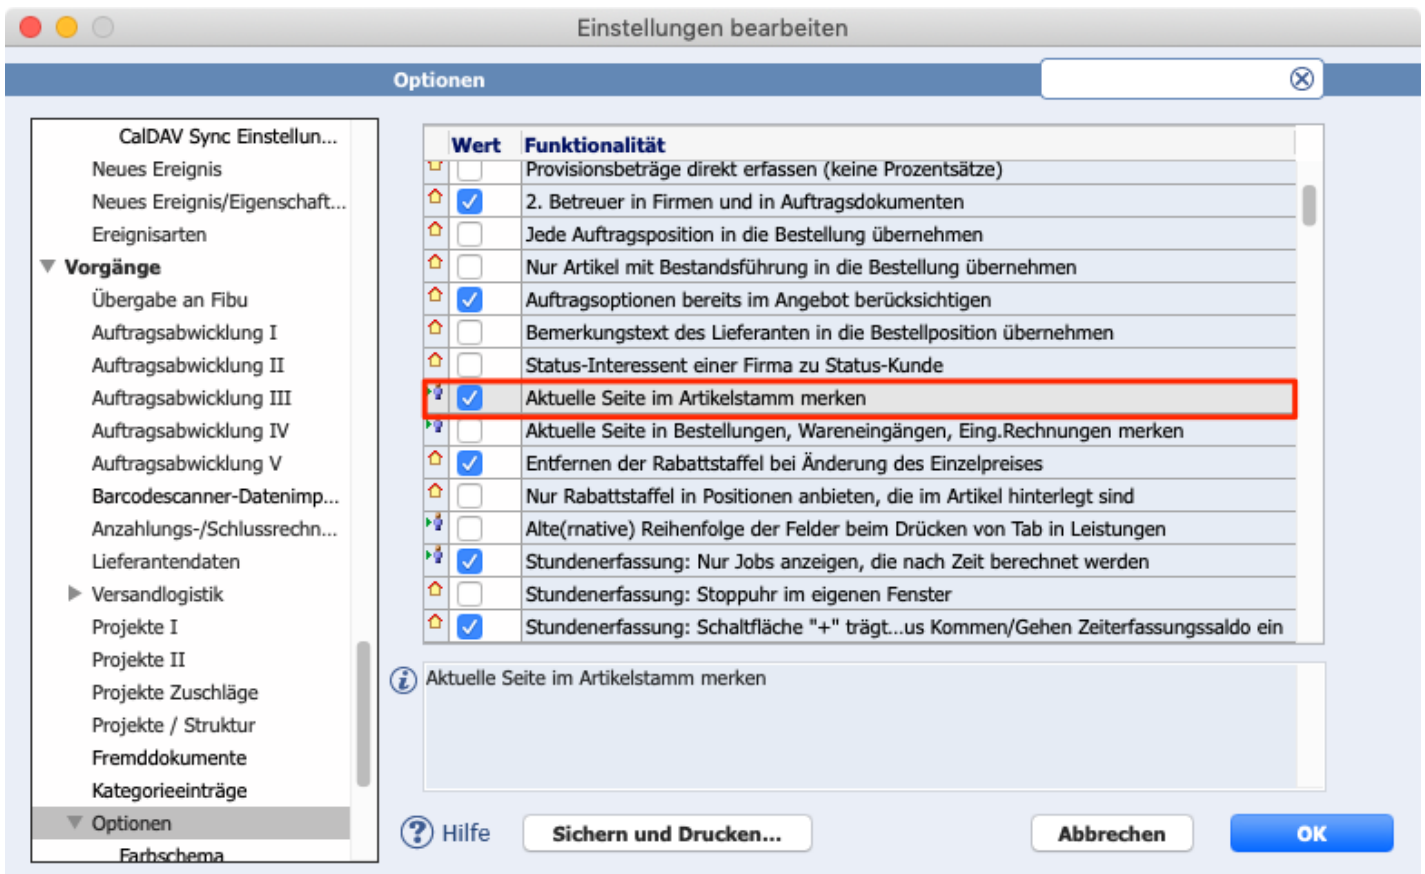 Einstellungen bearbeiten
Optionen
CalDAV Sync Einstellun...
Neues Ereignis
Neues Ereignis/Eigenschaft...
Ereignisarten
Vorgänge
Übergabe an Fibu
Auftragsabwicklung I
Auftragsabwicklung II
Auftragsabwicklung III
Auftragsabwicklung IV
Auftragsabwicklung V
Barcodescanner-Datenimp...
Anzahlungs-/Schlussrechn...
Lieferantendaten
Versandlogistik
Projekte I
Projekte II
Projekte Zuschläge
Projekte / Struktur
Fremddokumente
Kategorieeinträge
Optionen
Farbschema
Wert Funktionalität
Provisionsbeträge direkt erfassen (keine Prozentsätze)
2. Betreuer in Firmen und in Auftragsdokumenten
Jede Auftragsposition in die Bestellung übernehmen
Nur Artikel mit Bestandsführung in die Bestellung übernehmen
Auftragsoptionen bereits im Angebot berücksichtigen
Bemerkungstext des Lieferanten in die Bestellposition übernehmen
Status-Interessent einer Firma zu Status-Kunde
Aktuelle Seite im Artikelstamm merken
Aktuelle Seite in Bestellungen, Wareneingängen, Eing.Rechnungen merken
Entfernen der Rabattstaffel bei Änderung des Einzelpreises
Nur Rabattstaffel in Positionen anbieten, die im Artikel hinterlegt sind
Alte(rnative) Reihenfolge der Felder beim Drücken von Tab in Leistungen
Stundenerfassung: Nur Jobs anzeigen, die nach Zeit berechnet werden
Stundenerfassung: Stoppuhr im eigenen Fenster
Stundenerfassung: Schaltfläche "+" trägt...us Kommen/Gehen Zeiterfassungssaldo ein
Aktuelle Seite im Artikelstamm merken
Hilfe
Sichern und Drucken...
Abbrechen
OK